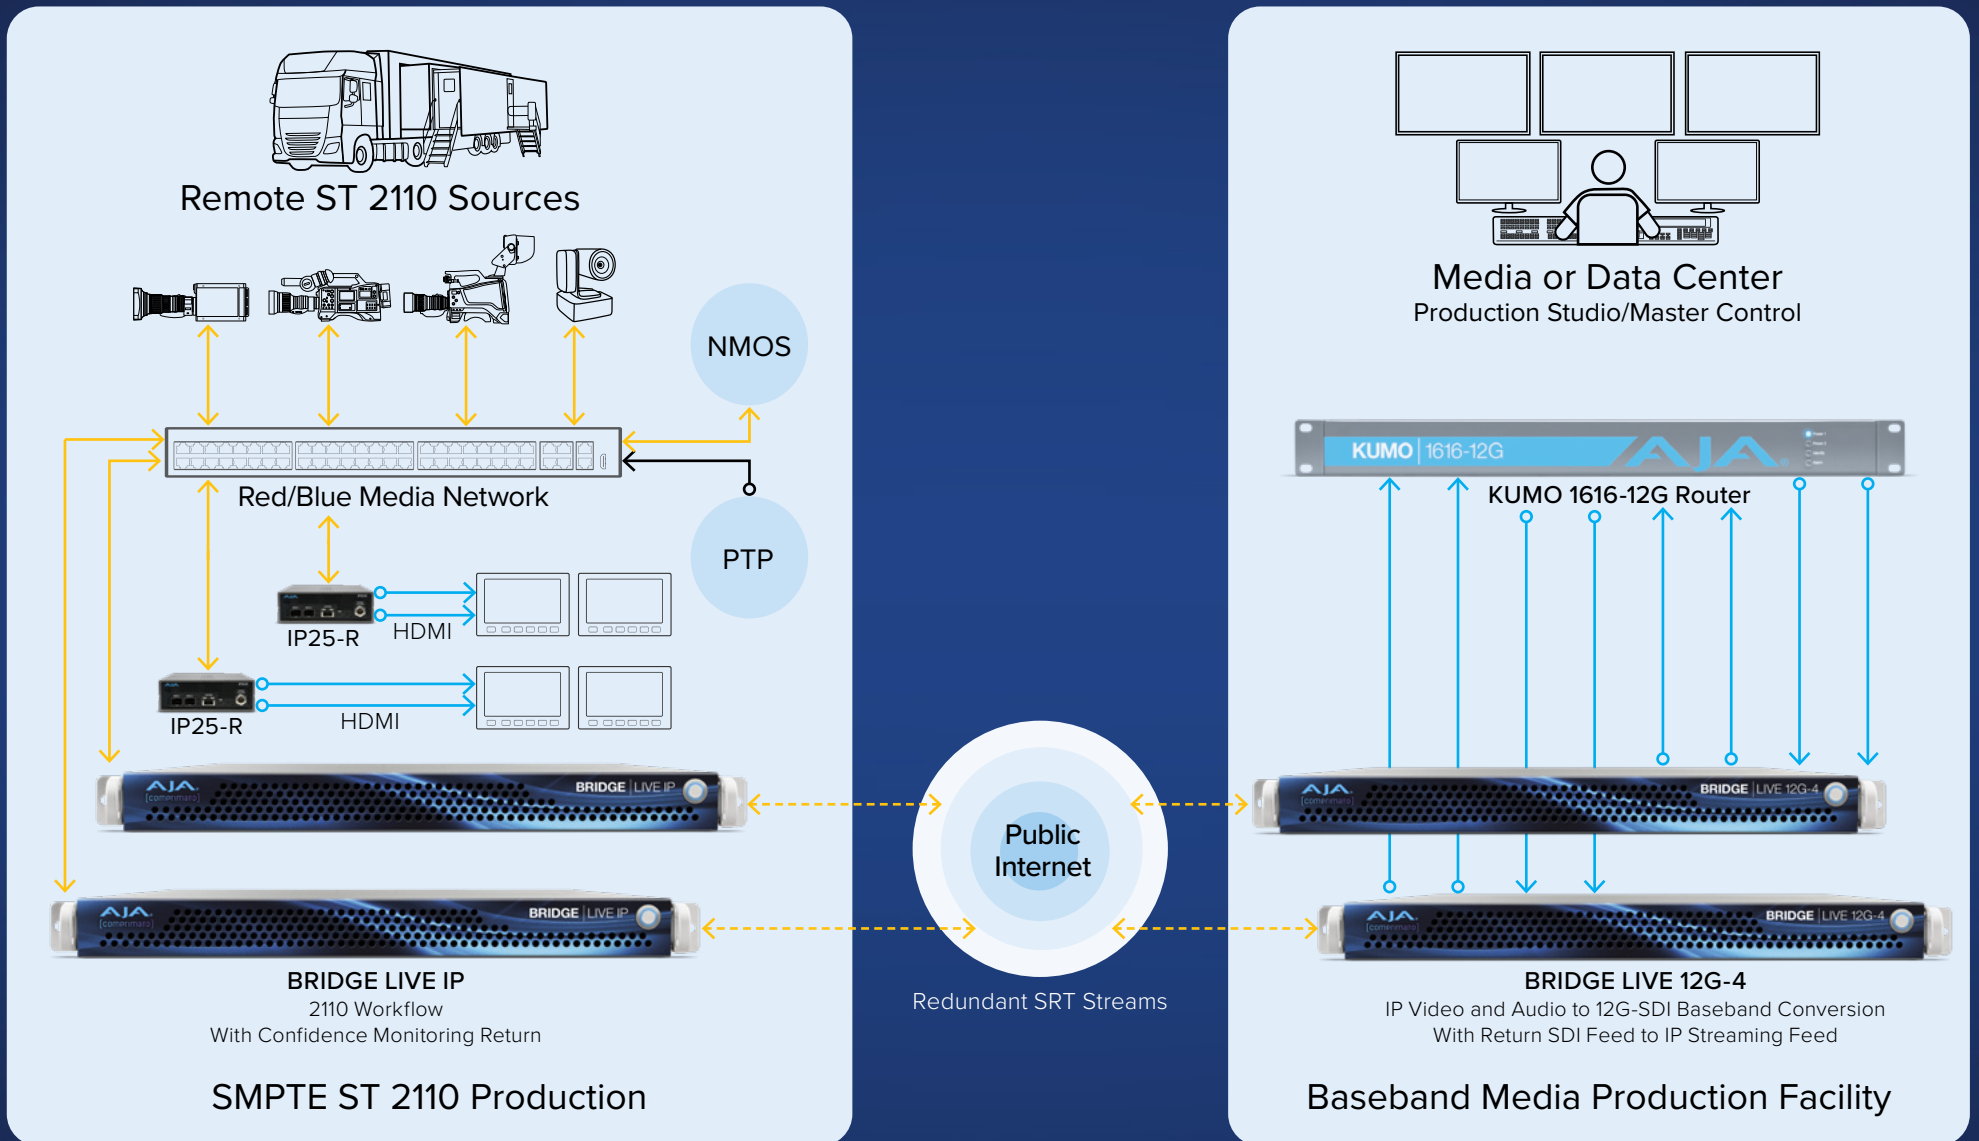 Remote ST 2110 Sources
NMOS
Red/Blue Media Network
PTP
IP25-R
HDMI
IP25-R
HDMI
AJA
BRIDGE | LIVE IP
AJA
BRIDGE | LIVE IP
BRIDGE LIVE IP
2110 Workflow
With Confidence Monitoring Return
SMPTE ST 2110 Production
Public
Internet
Redundant SRT Streams
Media or Data Center
Production Studio/Master Control
KUMO | 1616-12G
AJA
KUMO 1616-12G Router
AJA
BRIDGE | LIVE 12G-4
AJA
BRIDGE | LIVE 12G-4
BRIDGE LIVE 12G-4
IP Video and Audio to 12G-SDI Baseband Conversion
With Return SDI Feed to IP Streaming Feed
Baseband Media Production Facility